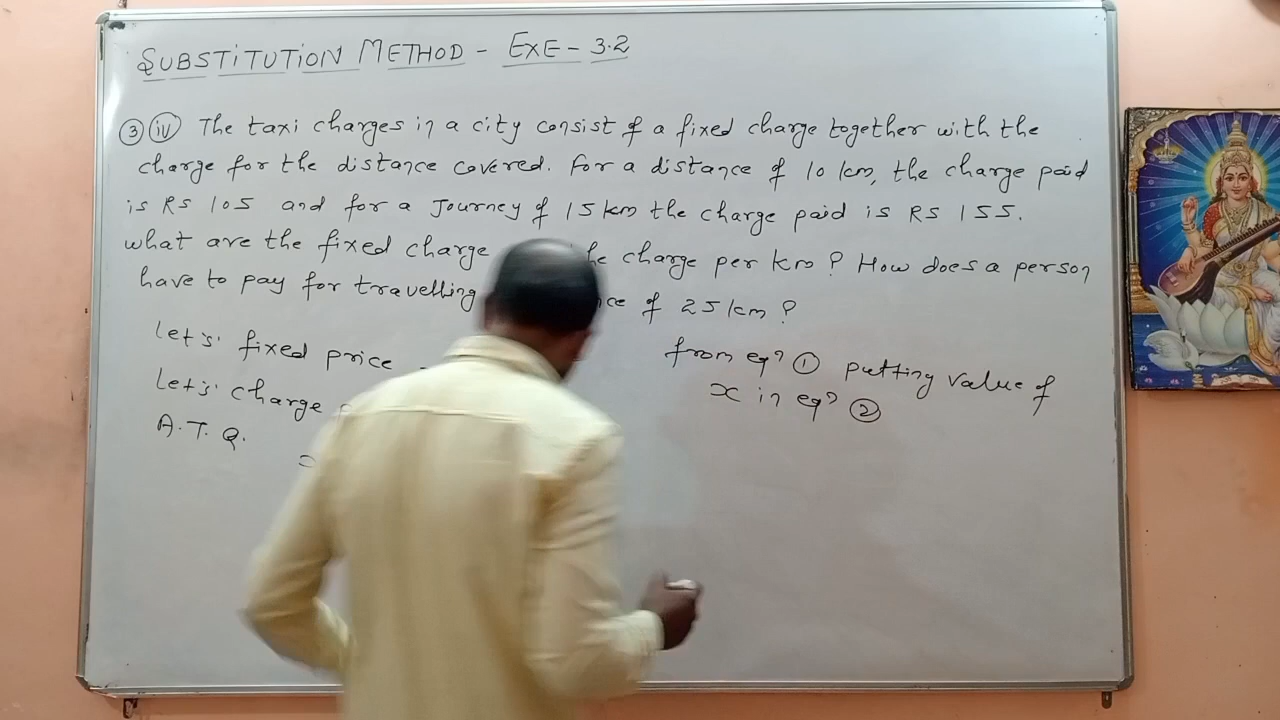 SUBSTITUTION METHOD - EXE - 3.2
③ (iv) The taxi charges in a city consist of a fixed charge together with the
charge for the distance covered. For a distance of 10 km, the charge paid
is Rs 105 and for a Journey of 15 km the charge paid is Rs 155.
what are the fixed charge charge per km? How does a person
have to pay for travelling of 25 km?
Let's fixed price
Let's charge
A.T.Q.
from eqn ① putting value of
x in eqn ②